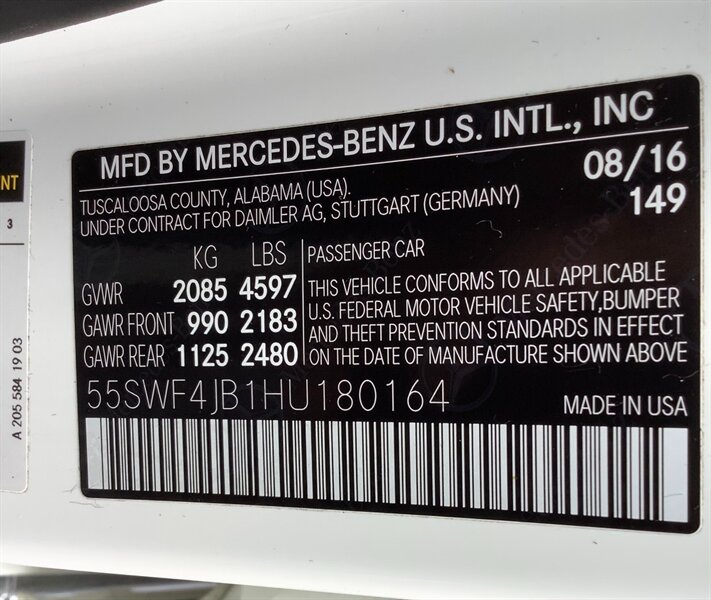 NT
3
A 205 584 19 03
MFD BY MERCEDES-BENZ U.S. INTL., INC
TUSCALOOSA COUNTY, ALABAMA (USA).
08/16
UNDER CONTRACT FOR DAIMLER AG, STUTTGART (GERMANY)
149
KG LBS
GVWR 2085 4597
GAWR FRONT 990 2183
GAWR REAR 1125 2480
PASSENGER CAR
THIS VEHICLE CONFORMS TO ALL APPLICABLE
U.S. FEDERAL MOTOR VEHICLE SAFETY,BUMPER
AND THEFT PREVENTION STANDARDS IN EFFECT
ON THE DATE OF MANUFACTURE SHOWN ABOVE
55SWF4JB1HU180164
MADE IN USA